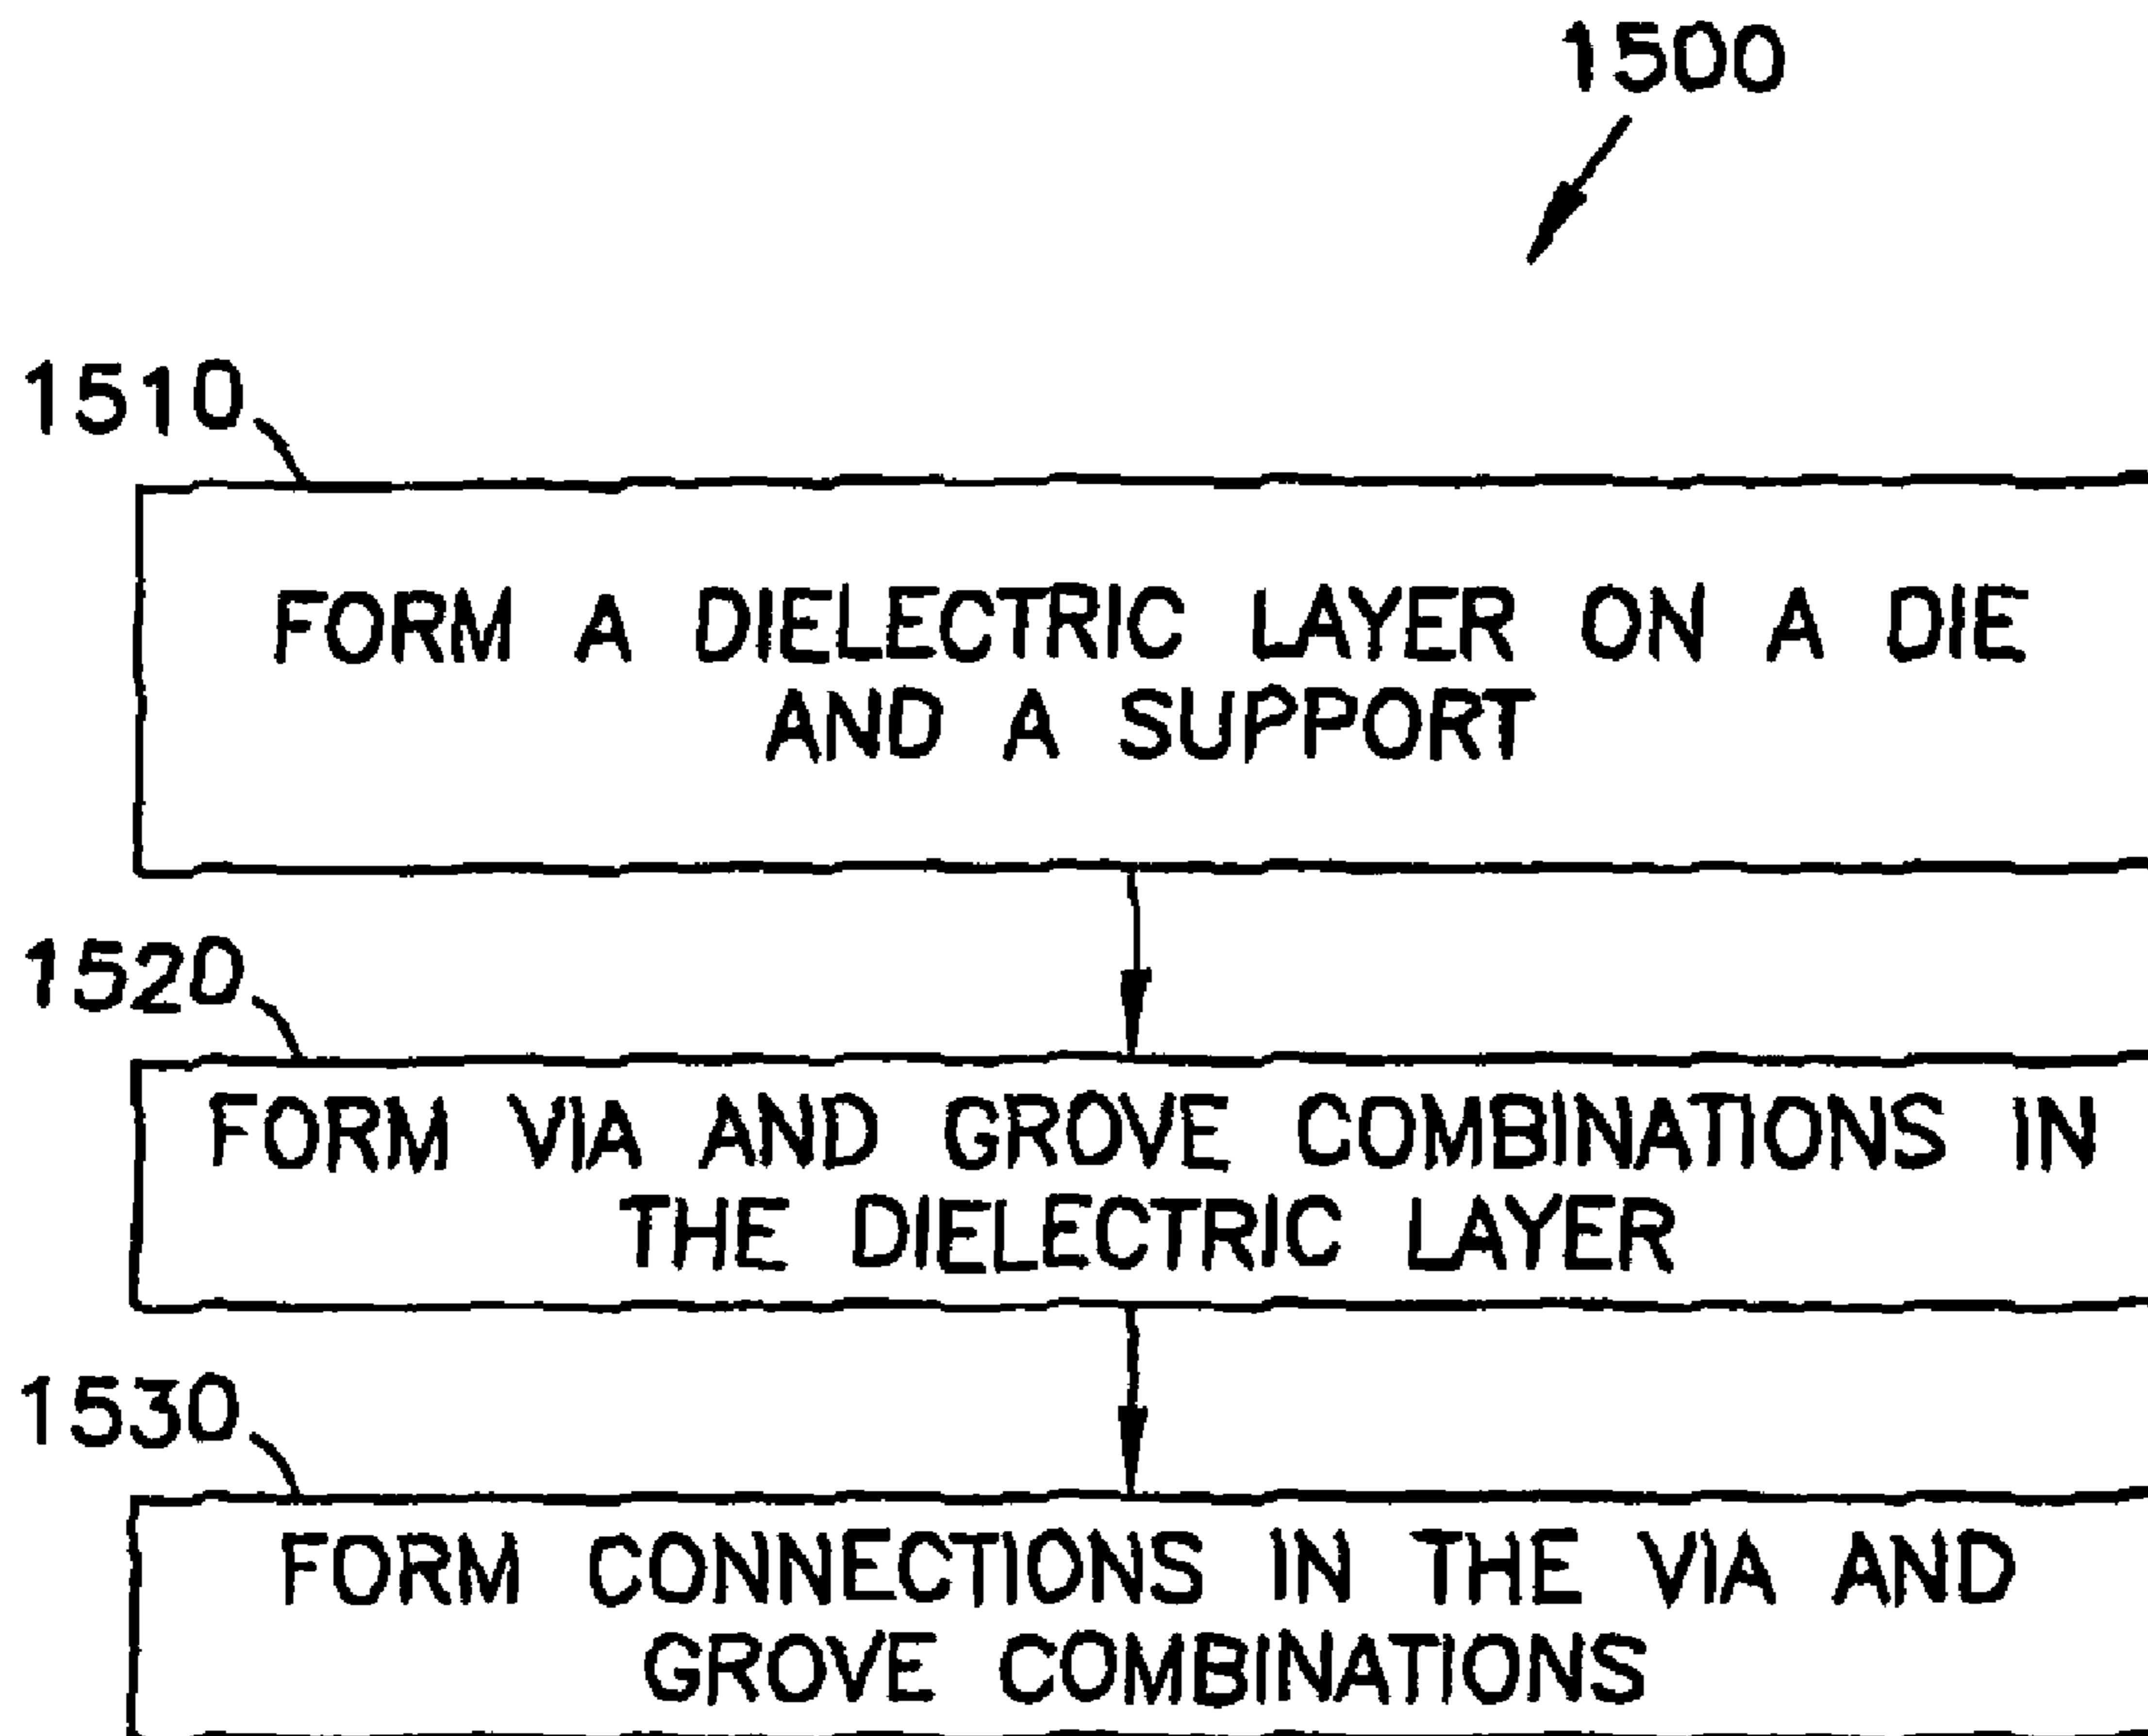 1500
1510
FORM A DIELECTRIC LAYER ON A DIE
AND A SUPPORT
1520
FORM VIA AND GROVE COMBINATIONS IN
THE DIELECTRIC LAYER
1530
FORM CONNECTIONS IN THE VIA AND
GROVE COMBINATIONS